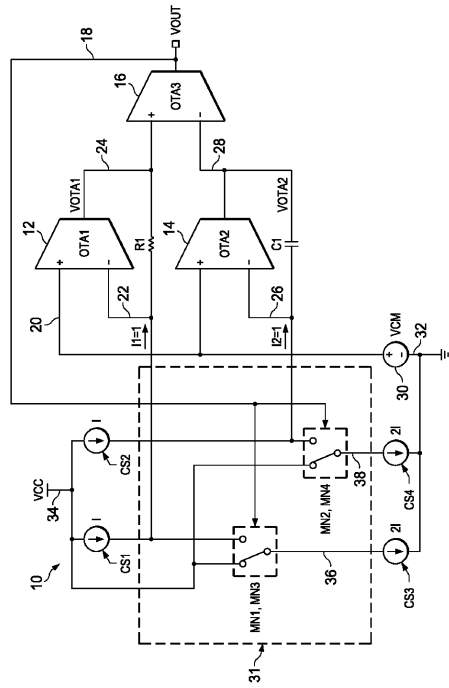 18
16
VOUT
OTA3
+
-
12
24
VOTA1
OTA1
+
-
20
22
R1
I1=1
14
28
VOTA2
OTA2
+
-
26
C1
I2=1
VCM
+
-
30
32
VCC
34
10
I
CS1
I
CS2
MN1, MN3
MN2, MN4
31
36
38
2I
CS3
2I
CS4